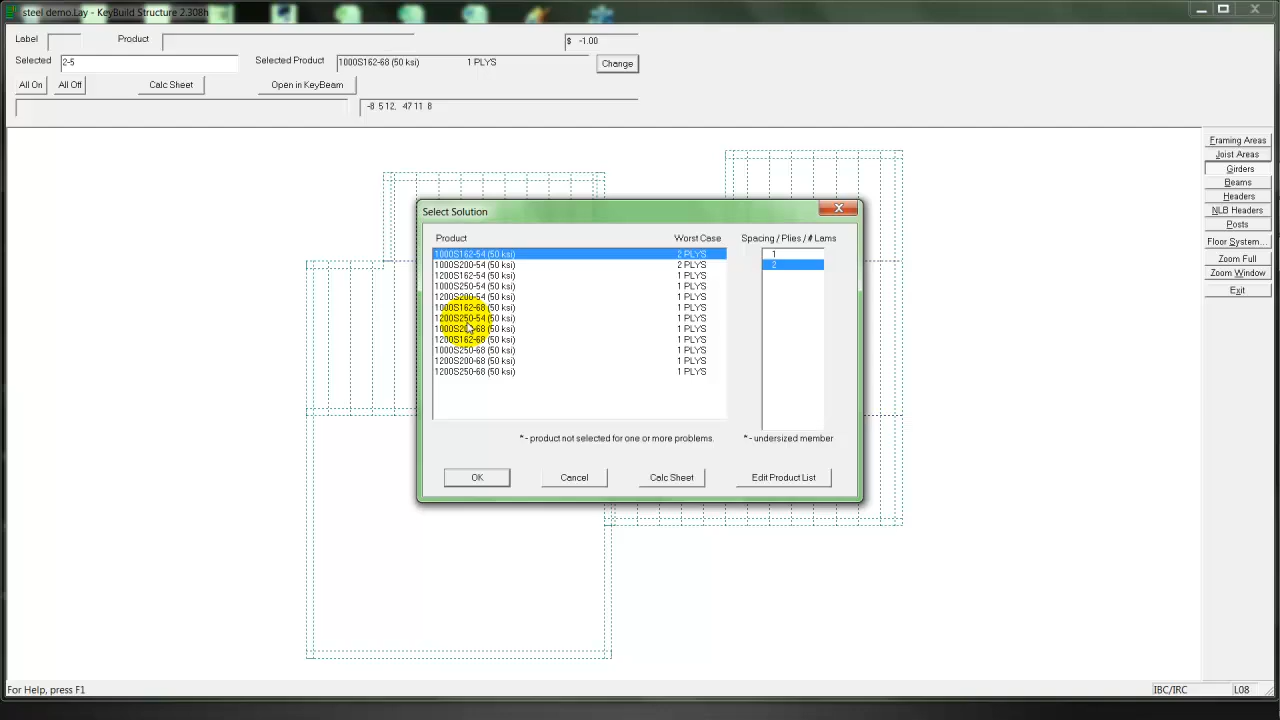 steel demo.Lay - KeyBuild Structure 2.308h
Label Product $ -1.00
Selected 2-5 Selected Product 1000S162-68 (50 ksi) 1 PLYS Change
All On All Off Calc Sheet Open in KeyBeam
-8 5 12, 47 11 8
Select Solution
Product Worst Case Spacing / Plies / # Lams
1000S162-54 (50 ksi) 2 PLYS 1
1000S200-54 (50 ksi) 2 PLYS 2
1200S162-54 (50 ksi) 1 PLYS
1000S250-54 (50 ksi) 1 PLYS
1200S200-54 (50 ksi) 1 PLYS
1000S162-68 (50 ksi) 1 PLYS
1200S250-54 (50 ksi) 1 PLYS
1000S200-68 (50 ksi) 1 PLYS
1200S162-68 (50 ksi) 1 PLYS
1000S250-68 (50 ksi) 1 PLYS
1200S200-68 (50 ksi) 1 PLYS
1200S250-68 (50 ksi) 1 PLYS
* - product not selected for one or more problems. * - undersized member
OK Cancel Calc Sheet Edit Product List
Framing Areas
Joist Areas
Girders
Beams
Headers
NLB Headers
Posts
Floor System...
Zoom Full
Zoom Window
Exit
For Help, press F1 IBC/IRC L08